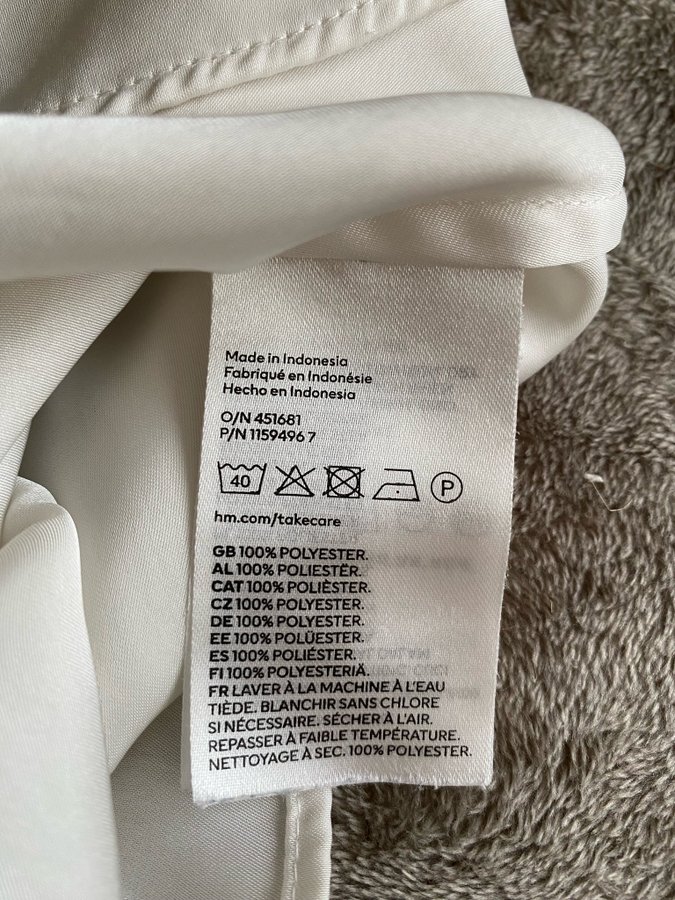 Made in Indonesia
Fabriqué en Indonésie
Hecho en Indonesia
O/N 451681
P/N 1159496 7
40
P
hm.com/takecare
GB 100% POLYESTER.
AL 100% POLIESTËR.
CAT 100% POLIÈSTER.
CZ 100% POLYESTER.
DE 100% POLYESTER.
EE 100% POLÜESTER.
ES 100% POLIÉSTER.
FI 100% POLYESTERIÄ.
FR LAVER À LA MACHINE À L'EAU
TIÈDE. BLANCHIR SANS CHLORE
SI NÉCESSAIRE. SÉCHER À L'AIR.
REPASSER À FAIBLE TEMPÉRATURE.
NETTOYAGE À SEC. 100% POLYESTER.